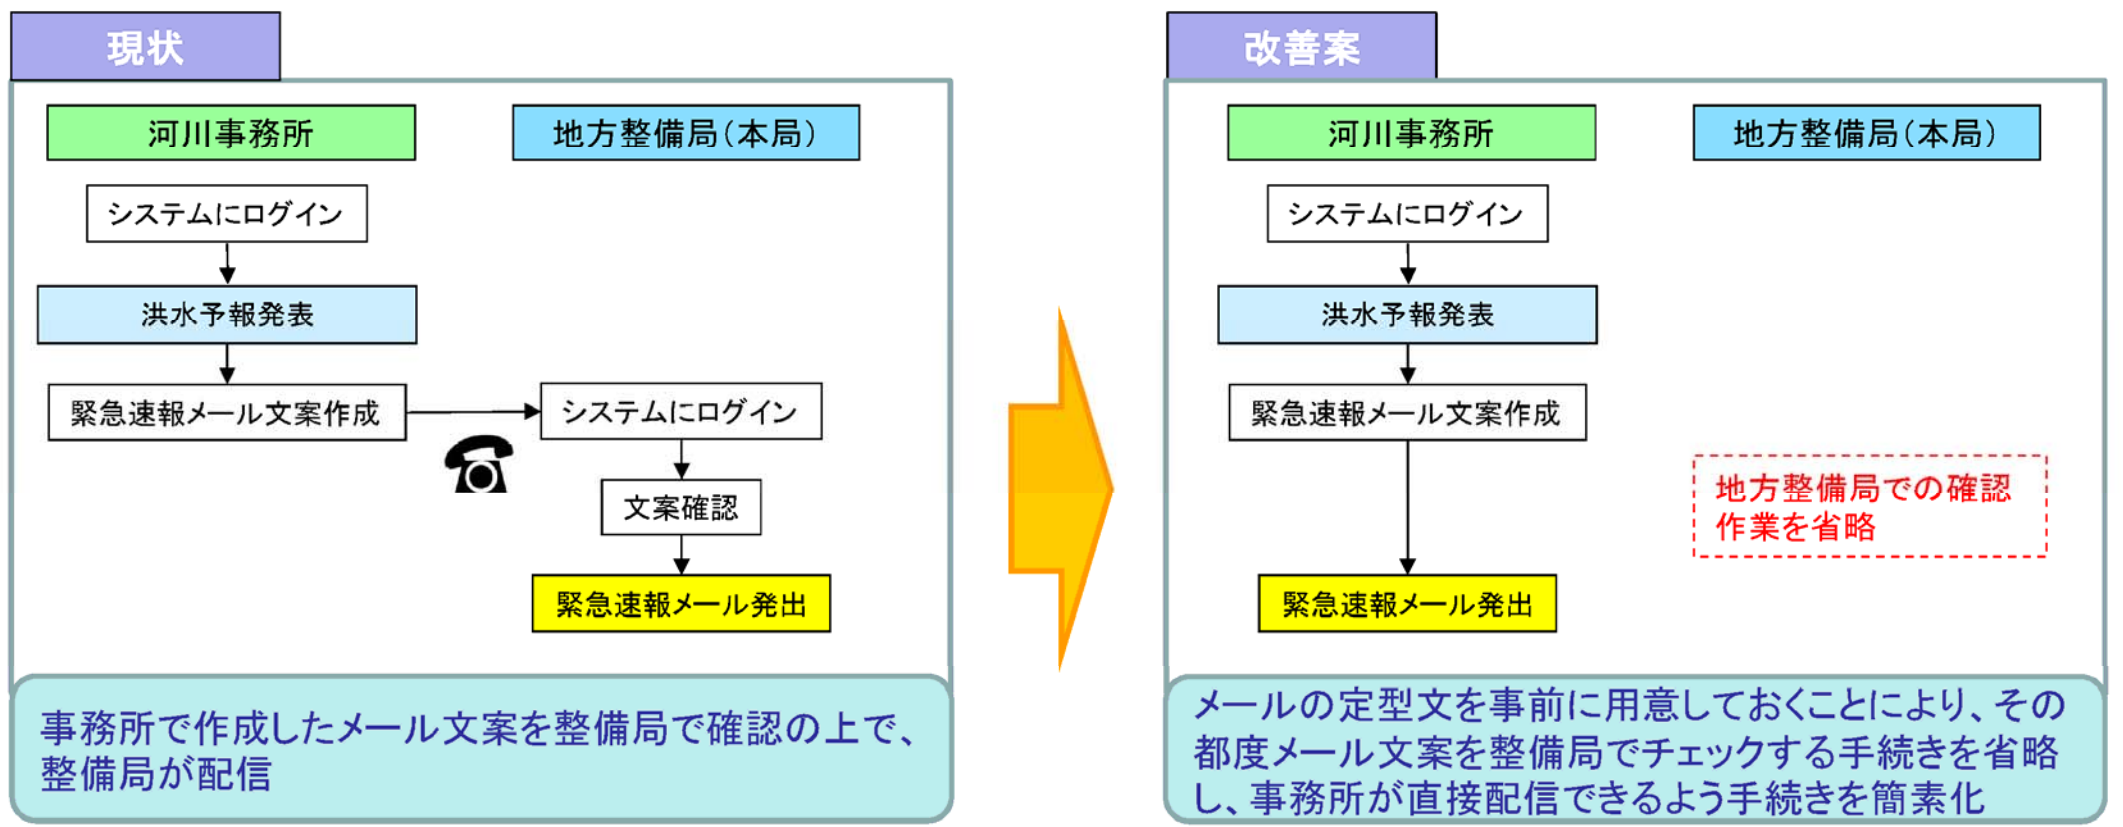 現状
河川事務所
地方整備局(本局)
システムにログイン
洪水予報発表
緊急速報メール文案作成
システムにログイン
文案確認
緊急速報メール発出
事務所で作成したメール文案を整備局で確認の上で、
整備局が配信
改善案
河川事務所
地方整備局(本局)
システムにログイン
洪水予報発表
緊急速報メール文案作成
地方整備局での確認
作業を省略
緊急速報メール発出
メールの定型文を事前に用意しておくことにより、その
都度メール文案を整備局でチェックする手続きを省略
し、事務所が直接配信できるよう手続きを簡素化